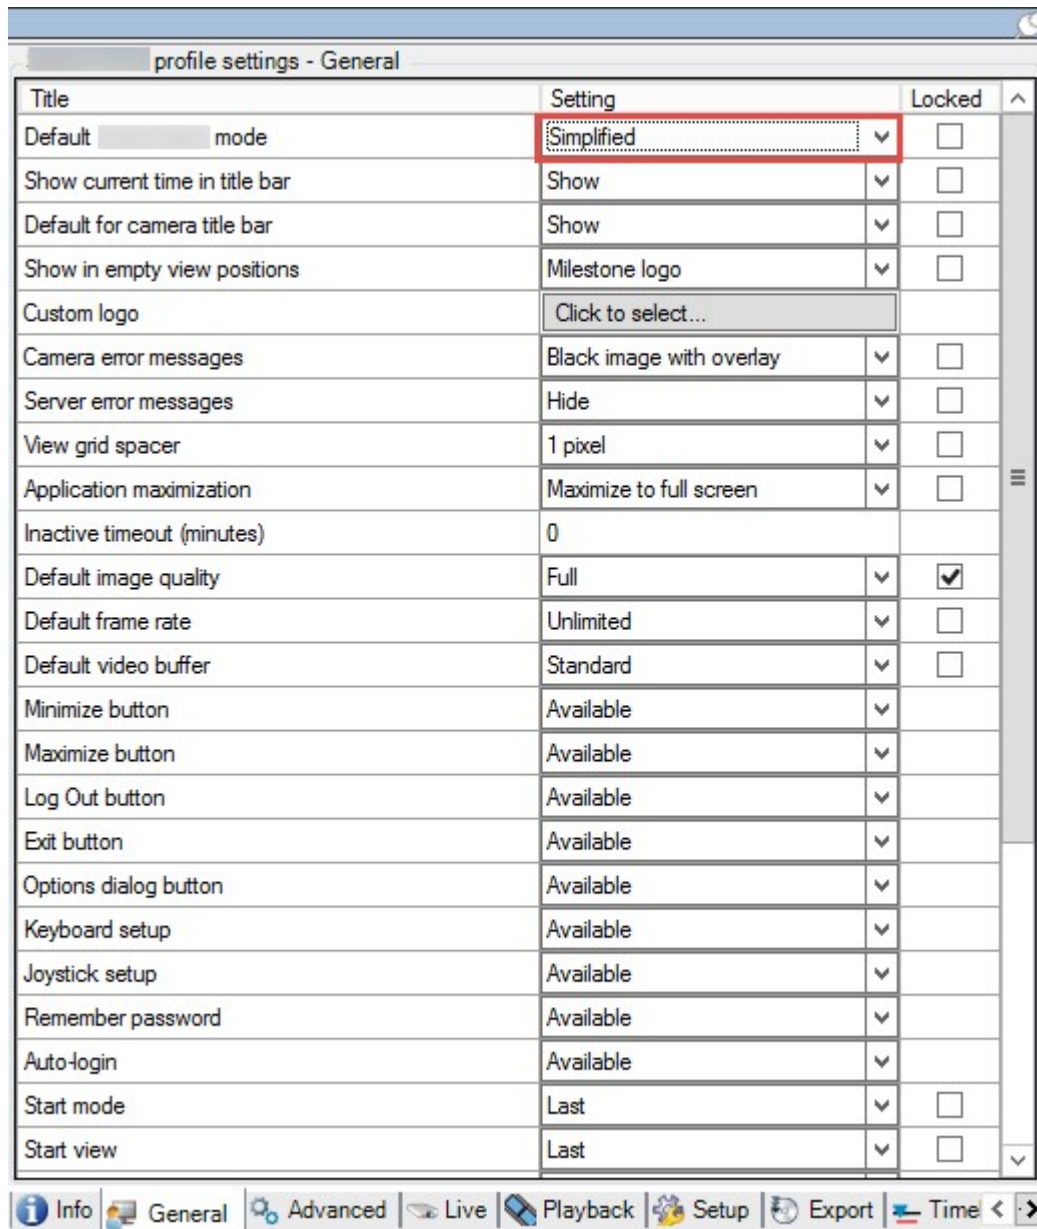 profile settings - General
Title Setting Locked
Default mode Simplified
Show current time in title bar Show
Default for camera title bar Show
Show in empty view positions Milestone logo
Custom logo Click to select...
Camera error messages Black image with overlay
Server error messages Hide
View grid spacer 1 pixel
Application maximization Maximize to full screen
Inactive timeout (minutes) 0
Default image quality Full
Default frame rate Unlimited
Default video buffer Standard
Minimize button Available
Maximize button Available
Log Out button Available
Exit button Available
Options dialog button Available
Keyboard setup Available
Joystick setup Available
Remember password Available
Auto-login Available
Start mode Last
Start view Last
Info General Advanced Live Playback Setup Export Time